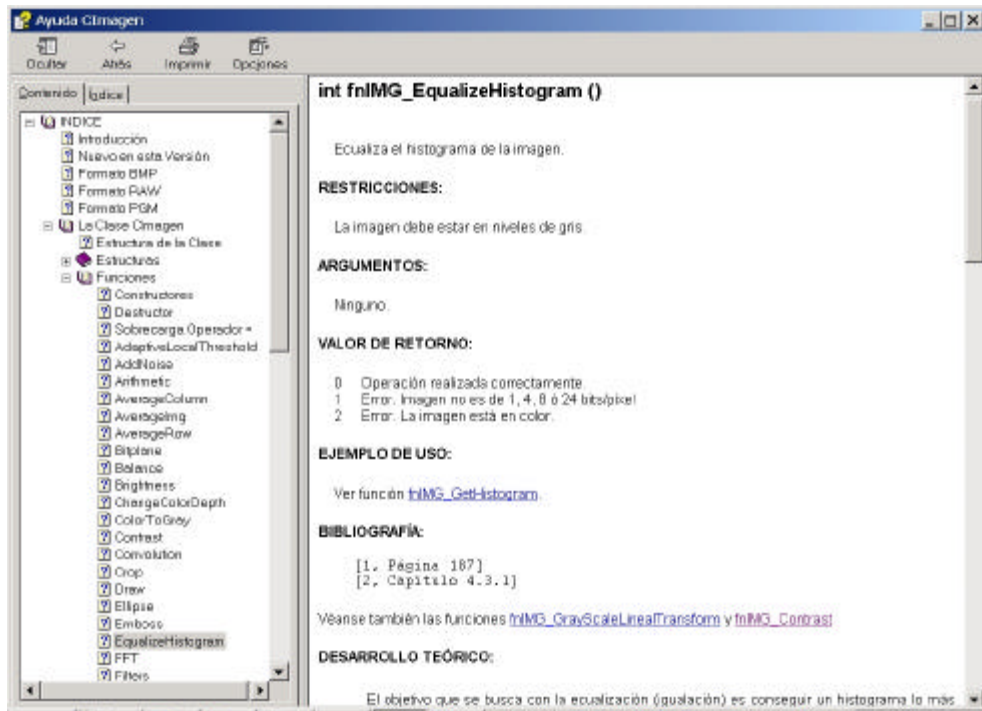 Ayuda CImagen
Ocultar Atrás Imprimir Opciones
Contenido Índice
INDICE
Introducción
Nuevo en esta Versión
Formato BMP
Formato RAW
Formato PGM
La Clase CImagen
Estructura de la Clase
Estructuras
Funciones
Constructores
Destructor
Sobrecarga Operador =
AdaptiveLocalThreshold
AddNoise
Arithmetic
AverageColumn
AverageImg
AverageRow
Bitplane
Balance
Brightness
ChangeColorDepth
ColorToGray
Contrast
Convolution
Crop
Draw
Ellipse
Emboss
EqualizeHistogram
FFT
Filters
int fnIMG_EqualizeHistogram ()
Ecualiza el histograma de la imagen.
RESTRICCIONES:
La imagen debe estar en niveles de gris.
ARGUMENTOS:
Ninguno.
VALOR DE RETORNO:
0 Operación realizada correctamente.
1 Error. Imagen no es de 1, 4, 8 ó 24 bits/pixel
2 Error. La imagen está en color.
EJEMPLO DE USO:
Ver función fnIMG_GetHistogram.
BIBLIOGRAFÍA:
[1, Página 187]
[2, Capítulo 4.3.1]
Véanse también las funciones fnIMG_GrayScaleLinealTransform y fnIMG_Contrast
DESARROLLO TEÓRICO:
El objetivo que se busca con la ecualización (igualación) es conseguir un histograma lo más